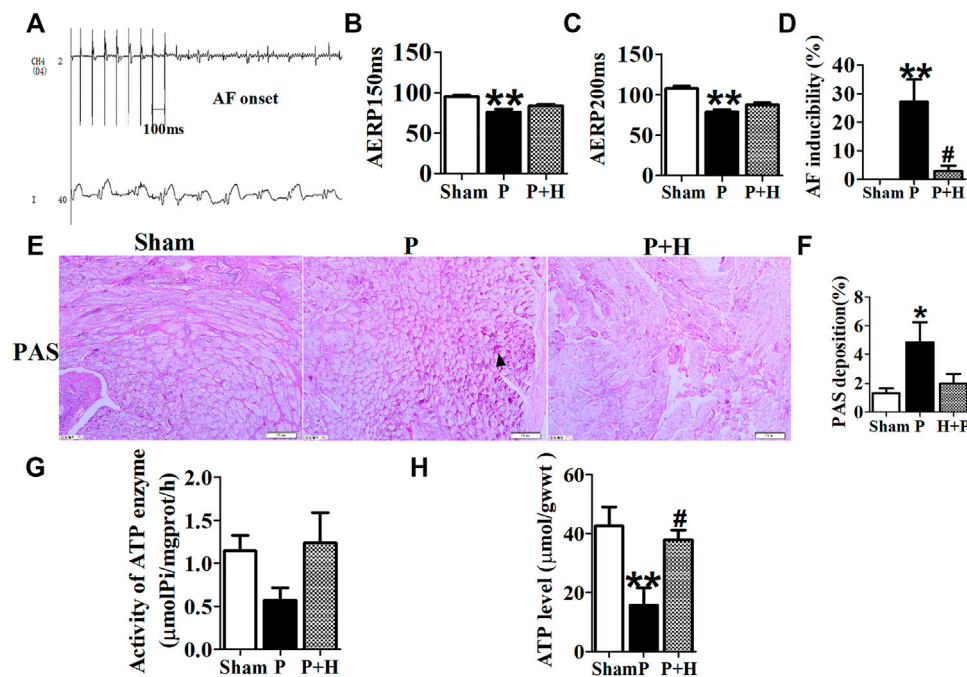 A
CH4 2
(04)
AF onset
100ms
I 40
B
AERP150ms
150
100
50
0
**
Sham P P+H
C
AERP200ms
150
100
50
0
**
Sham P P+H
D
AF inducibility (%)
40
30
20
10
0
**
#
Sham P P+H
E
Sham P P+H
PAS
F
PAS deposition(%)
8
6
4
2
0
*
Sham P H+P
G
Activity of ATP enzyme
(μmolPi/mgprot/h)
2.0
1.5
1.0
0.5
0.0
Sham P P+H
H
ATP level (μmol/gwwt )
60
40
20
0
**
#
ShamP P+H